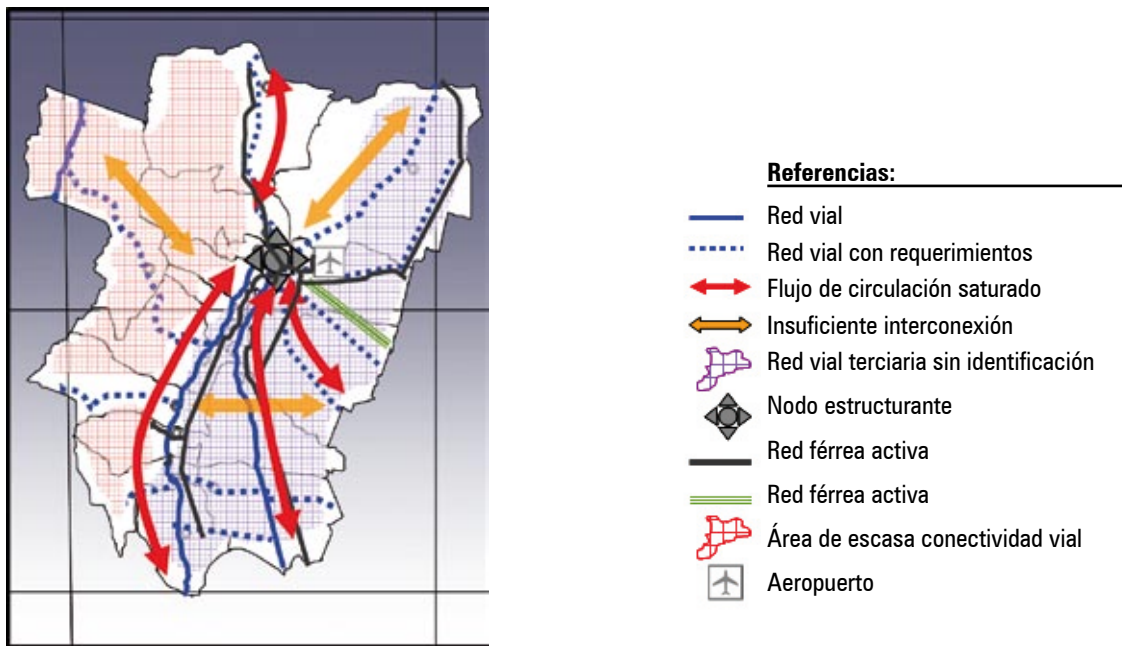 Referencias:
Red vial
Red vial con requerimientos
Flujo de circulación saturado
Insuficiente interconexión
Red vial terciaria sin identificación
Nodo estructurante
Red férrea activa
Red férrea activa
Área de escasa conectividad vial
Aeropuerto